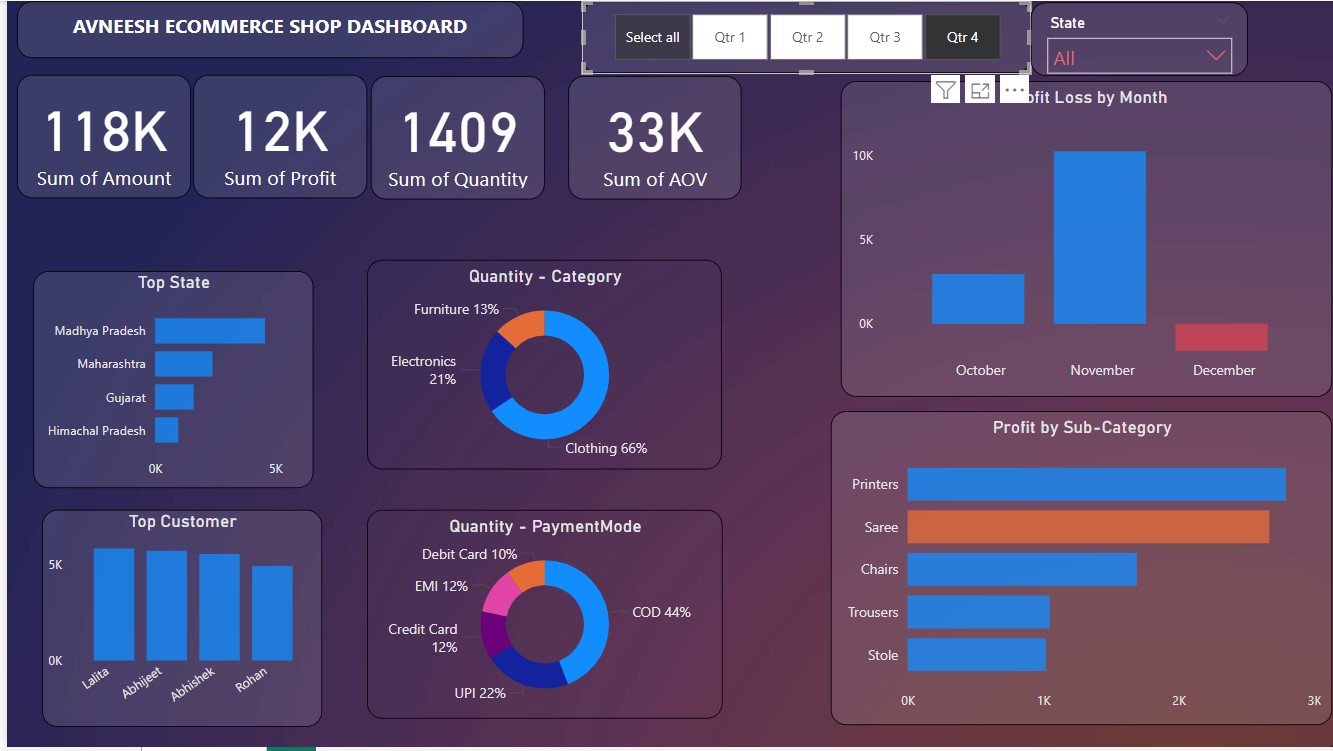 AVNEESH ECOMMERCE SHOP DASHBOARD
Select all
Qtr 1
Qtr 2
Qtr 3
Qtr 4
State
All
118K
Sum of Amount
12K
Sum of Profit
1409
Sum of Quantity
33K
Sum of AOV
ofit Loss by Month
10K
5K
0K
October
November
December
Top State
Madhya Pradesh
Maharashtra
Gujarat
Himachal Pradesh
0K
5K
Quantity - Category
Furniture 13%
Electronics
21%
Clothing 66%
Profit by Sub-Category
Printers
Saree
Chairs
Trousers
Stole
0K
1K
2K
3K
Top Customer
5K
0K
Lalita
Abhijeet
Abhishek
Rohan
Quantity - PaymentMode
Debit Card 10%
EMI 12%
Credit Card
12%
UPI 22%
COD 44%